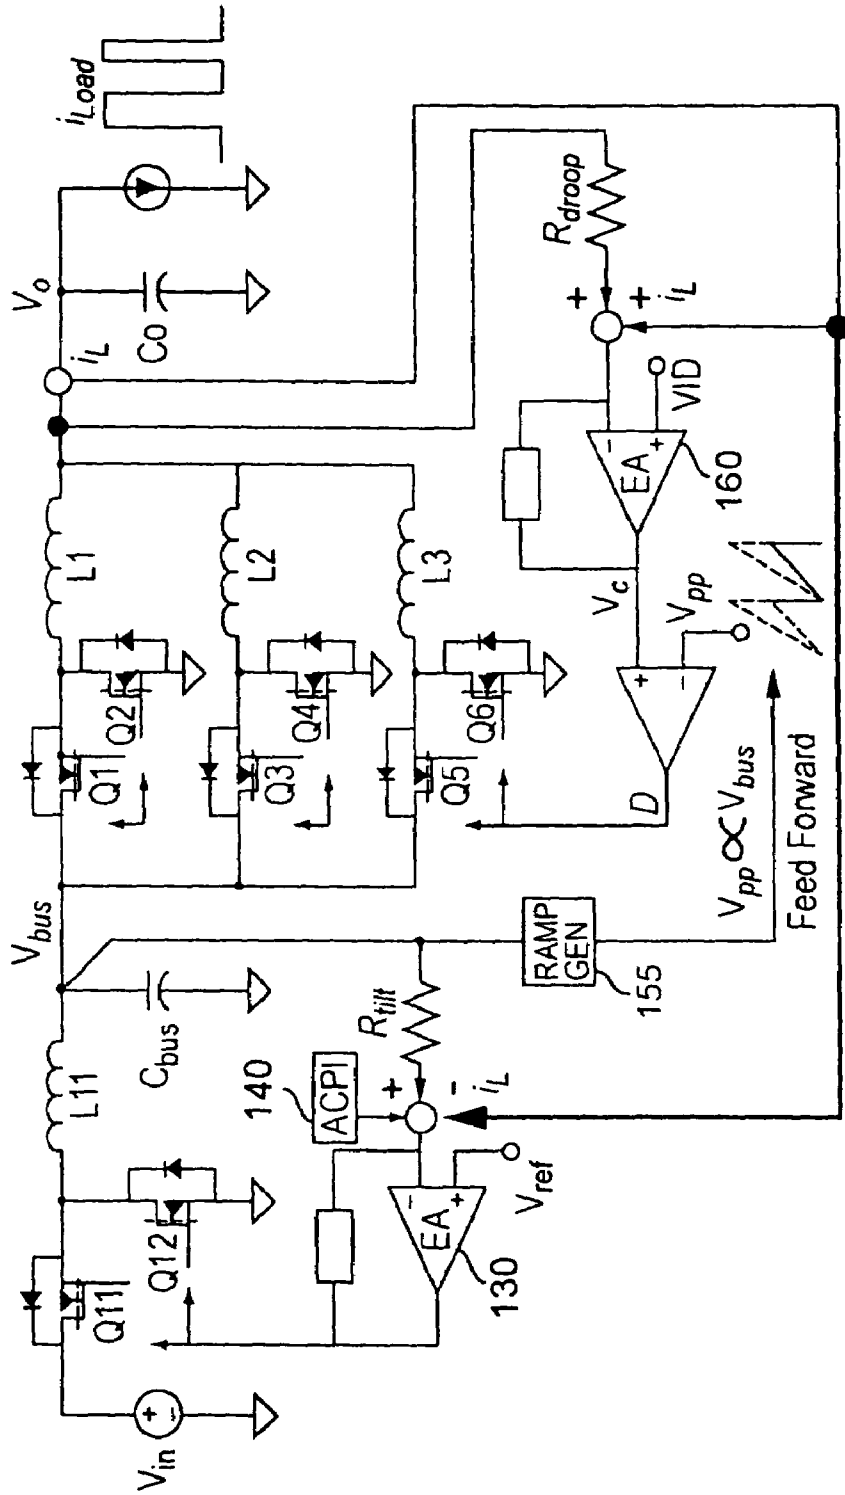 V_in
Q11
Q12
L11
C_bus
V_bus
Q1
Q2
L1
Q3
Q4
L2
Q5
Q6
L3
i_L
V_o
Co
i_Load
130
EA
−
+
V_ref
140
ACPI
+
−
i_L
R_tilt
RAMP
GEN
155
V_pp ∝ V_bus
Feed Forward
D
+
−
V_c
V_pp
EA
−
+
160
VID
+
+
i_L
R_droop
+
−